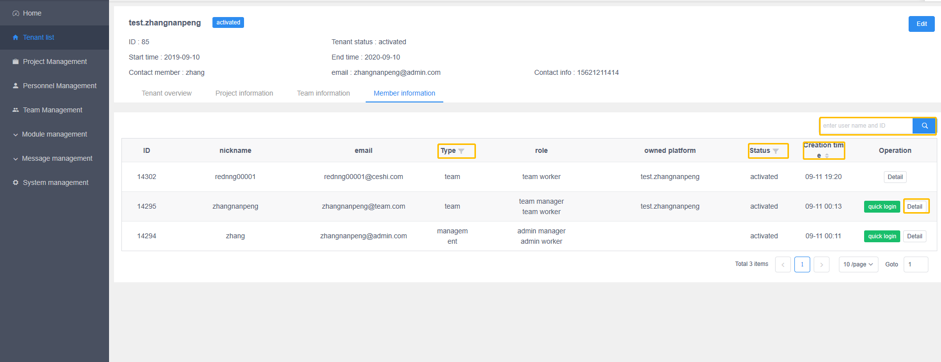 Home
Tenant list
Project Management
Personnel Management
Team Management
Module management
Message management
System management
test.zhangnanpeng activated Edit
ID : 85 Tenant status : activated
Start time : 2019-09-10 End time : 2020-09-10
Contact member : zhang email : zhangnanpeng@admin.com Contact info : 15621211414
Tenant overview Project information Team information Member information
enter user name and ID
ID nickname email Type role owned platform Status Creation tim e Operation
14302 rednng00001 rednng00001@ceshi.com team team worker test.zhangnanpeng activated 09-11 19:20 Detail
14295 zhangnanpeng zhangnanpeng@team.com team team manager team worker test.zhangnanpeng activated 09-11 00:13 quick login Detail
14294 zhang zhangnanpeng@admin.com managem ent admin manager admin worker activated 09-11 00:11 quick login Detail
Total 3 items < 1 > 10 /page Goto 1